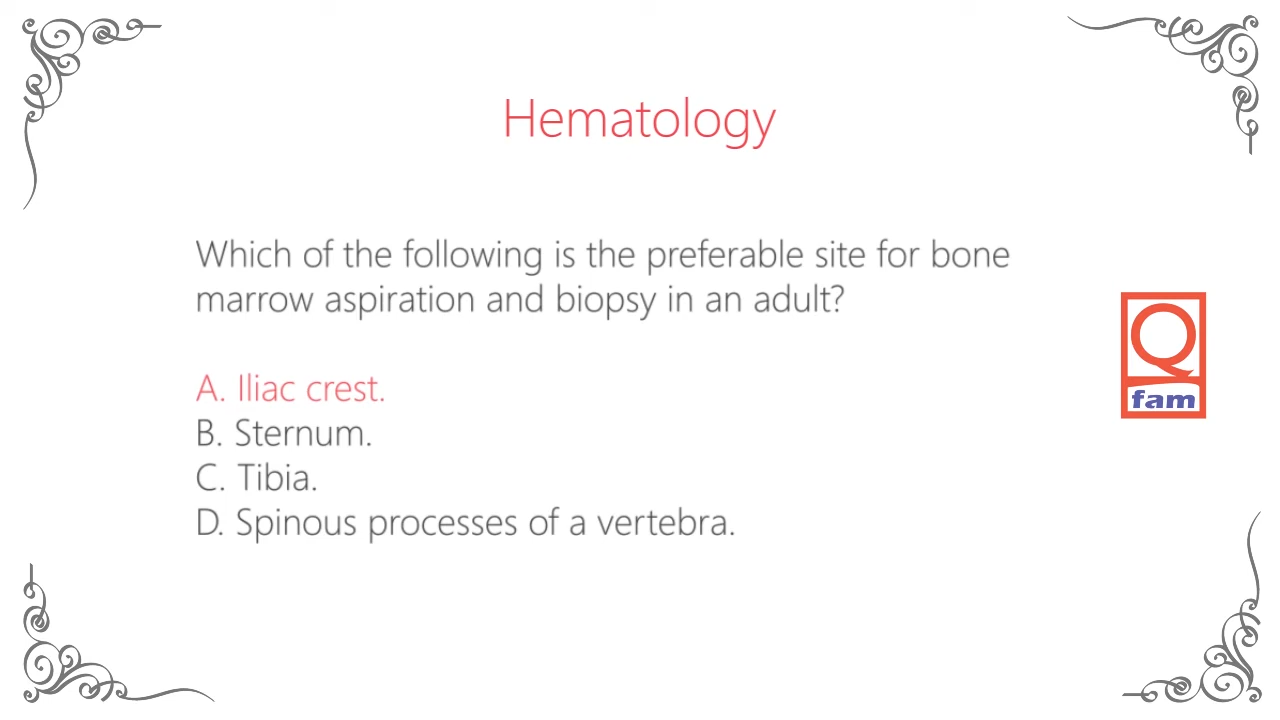 Hematology
Which of the following is the preferable site for bone
marrow aspiration and biopsy in an adult?
A. Iliac crest.
B. Sternum.
C. Tibia.
D. Spinous processes of a vertebra.
Q
fam